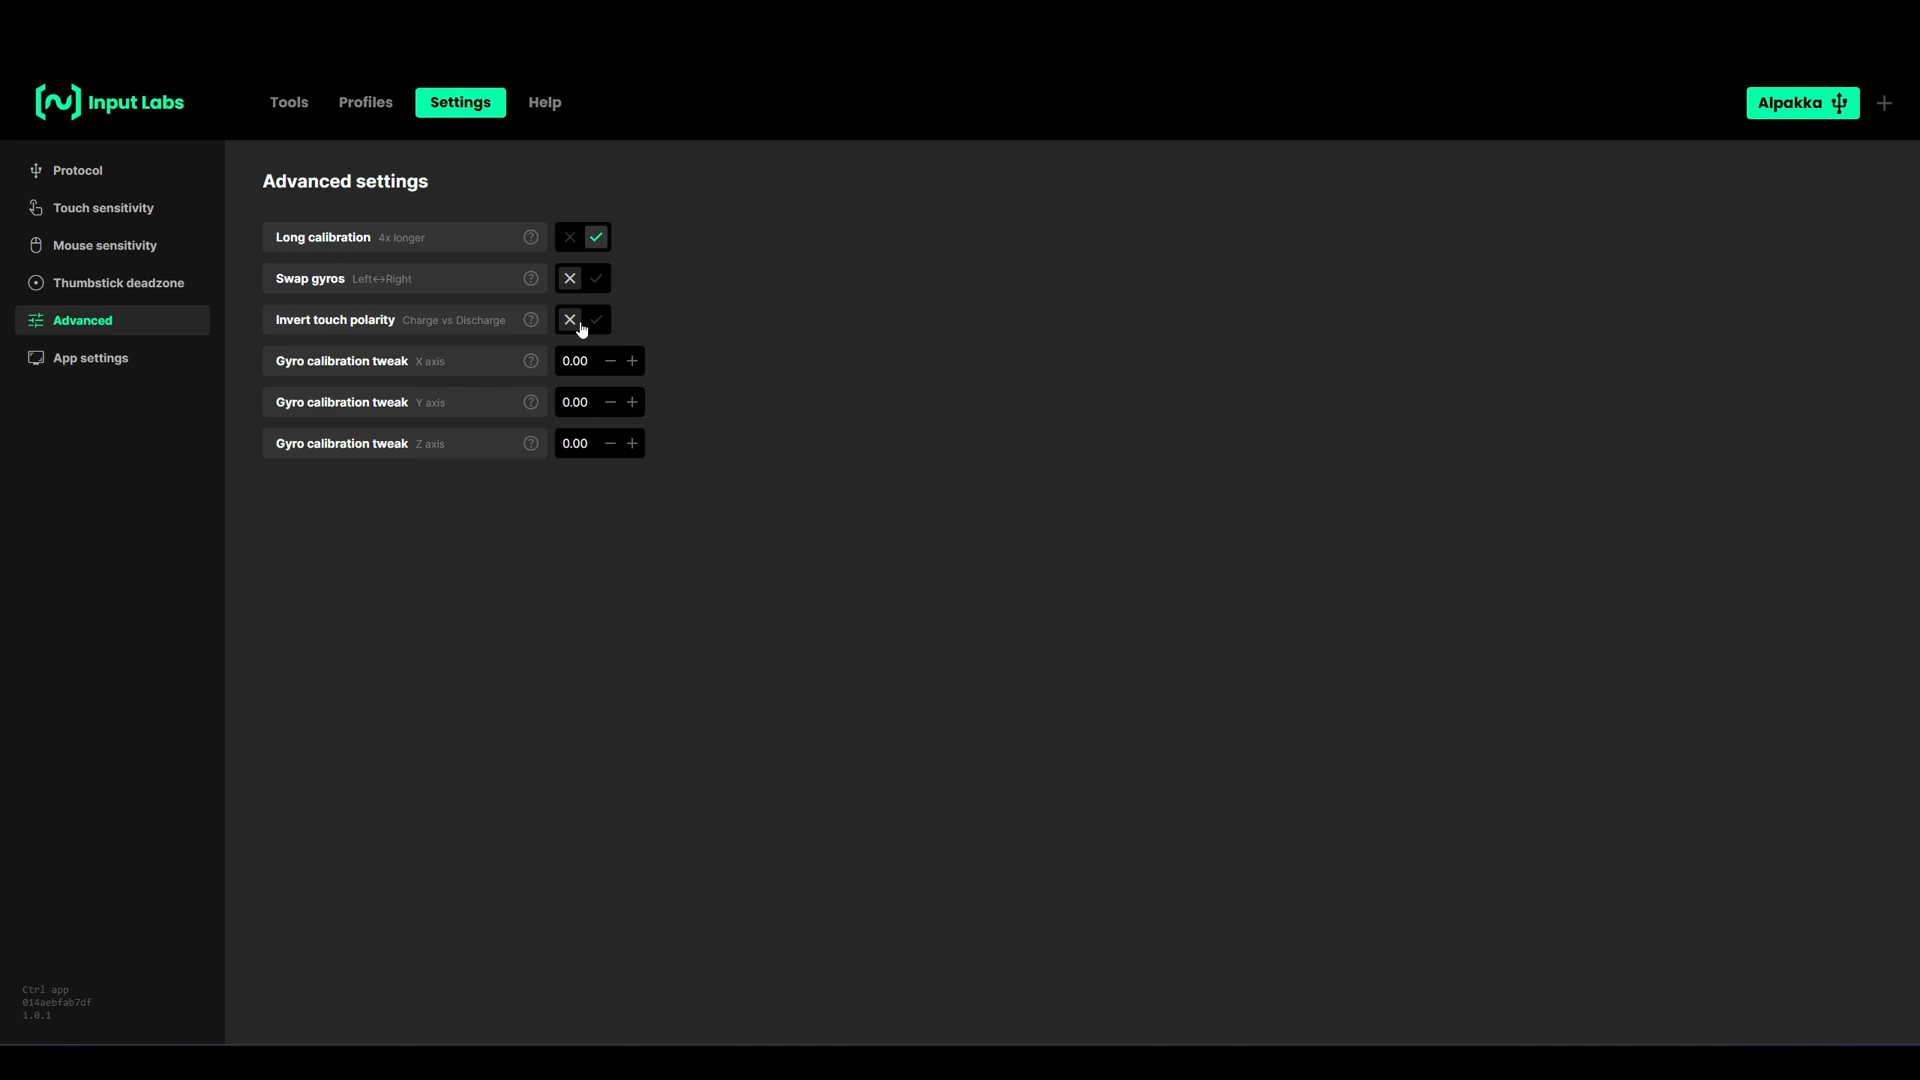 Input Labs
Tools
Profiles
Settings
Help
Alpakka
Protocol
Touch sensitivity
Mouse sensitivity
Thumbstick deadzone
Advanced
App settings
Advanced settings
Long calibration 4x longer
Swap gyros Left↔Right
Invert touch polarity Charge vs Discharge
Gyro calibration tweak X axis 0.00
Gyro calibration tweak Y axis 0.00
Gyro calibration tweak Z axis 0.00
Ctrl app
014aebfab7df
1.0.1